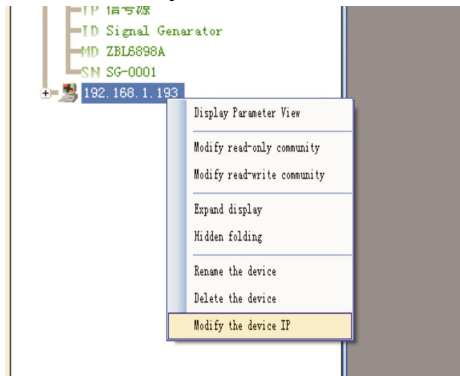 TP 信号源
ID Signal Genarator
MD ZBL6898A
SN SG-0001
192.168.1.193
Display Parameter View
Modify read-only community
Modify read-write community
Expand display
Hidden folding
Rename the device
Delete the device
Modify the device IP